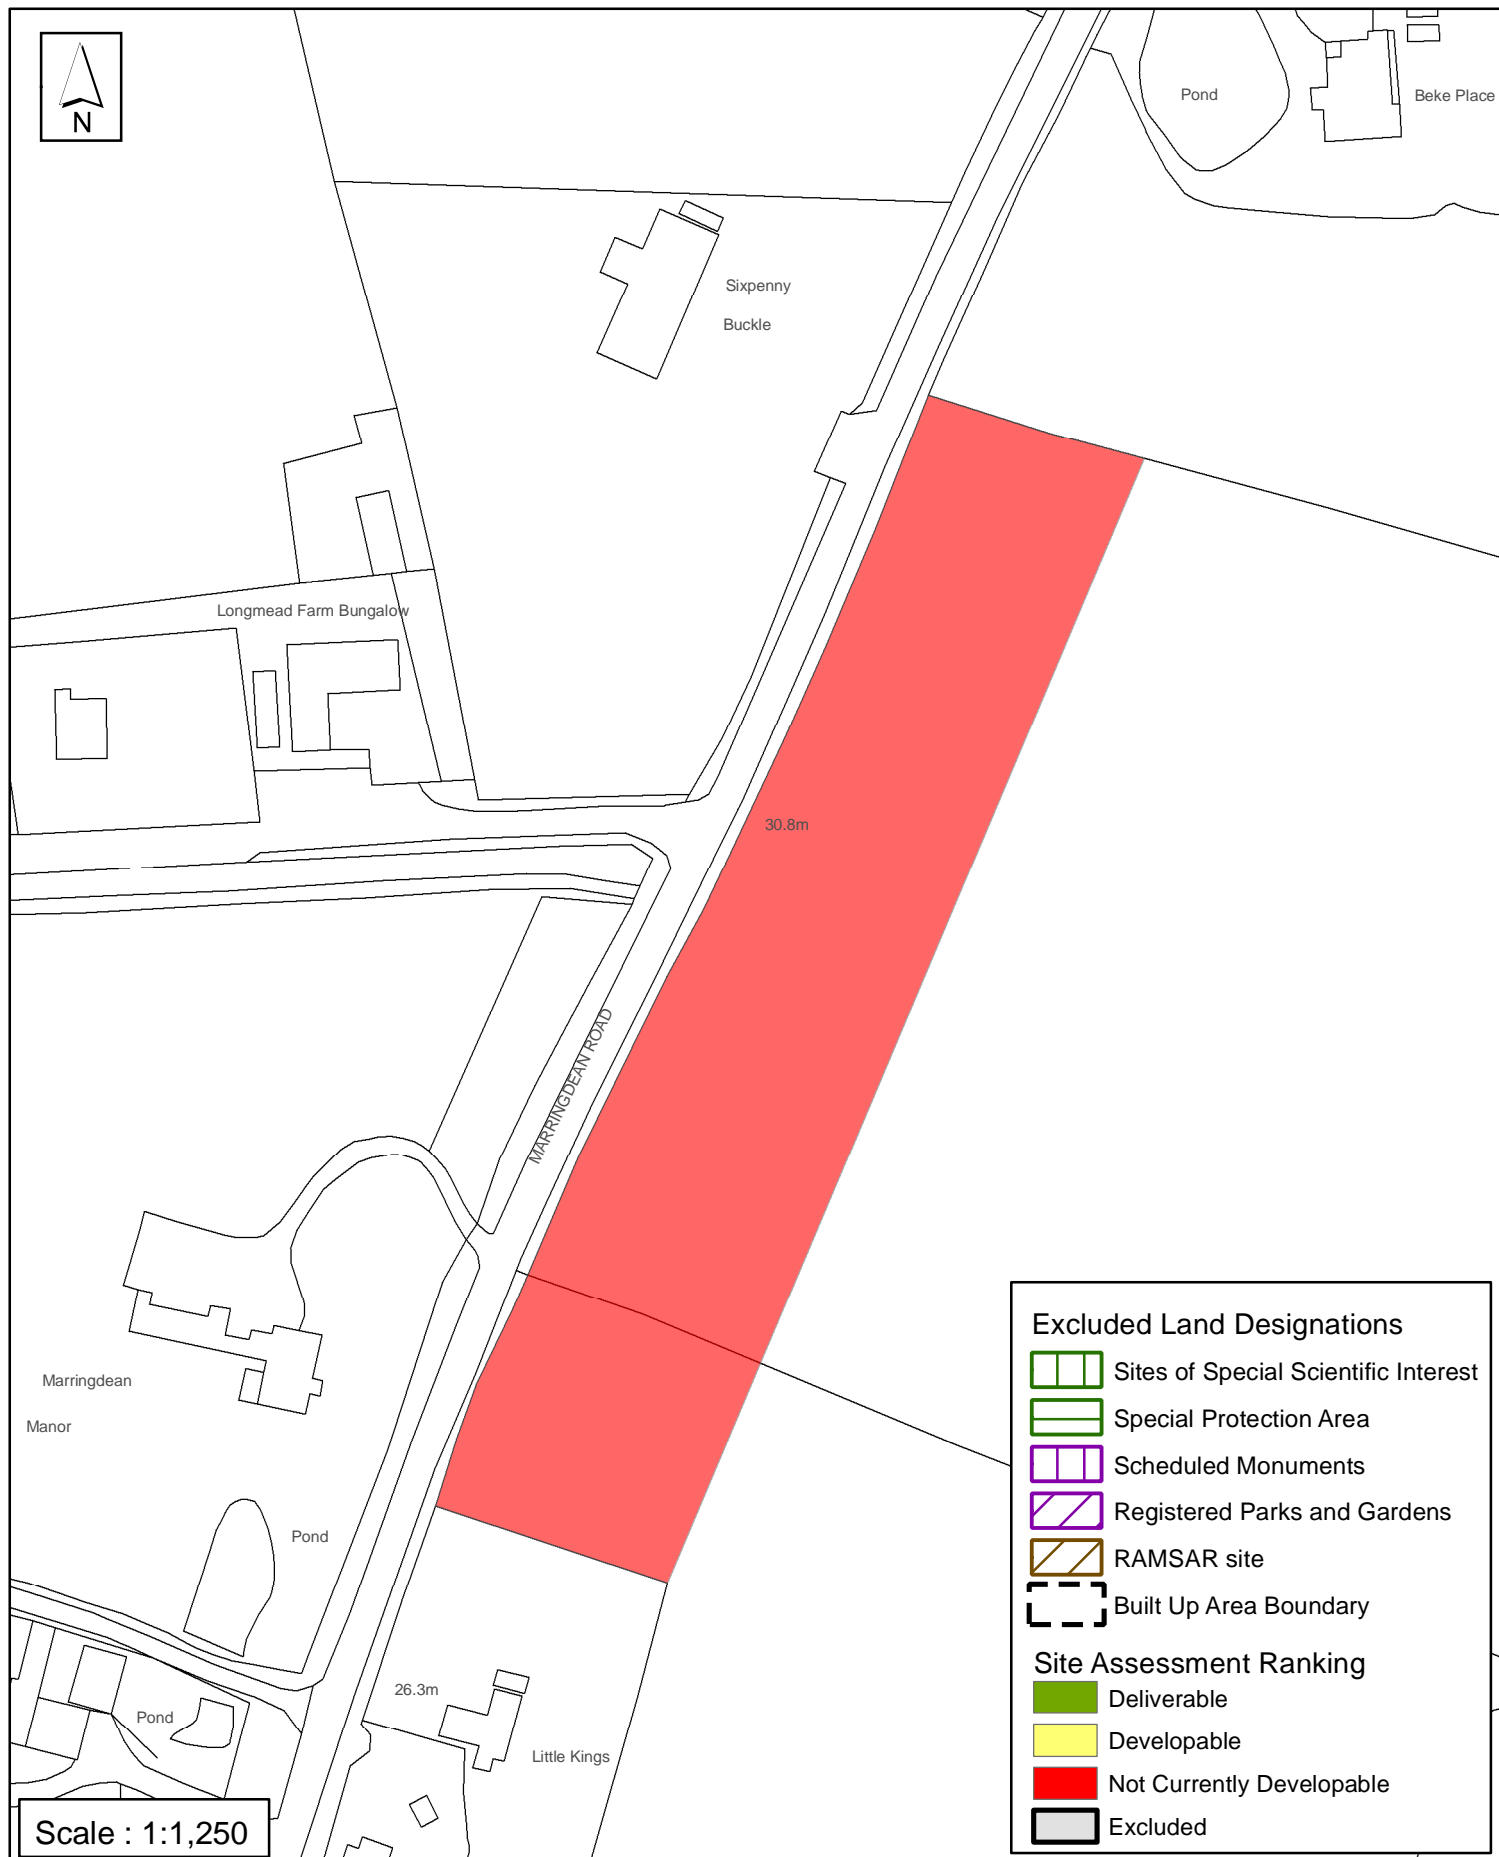 N
Pond
Beke Place
Sixpenny
Buckle
Longmead Farm Bungalow
30.8m
MARRINGDEAN ROAD
Marringdean
Manor
Pond
26.3m
Pond
Little Kings
Scale : 1:1,250
Excluded Land Designations
Sites of Special Scientific Interest
Special Protection Area
Scheduled Monuments
Registered Parks and Gardens
RAMSAR site
Built Up Area Boundary
Site Assessment Ranking
Deliverable
Developable
Not Currently Developable
Excluded